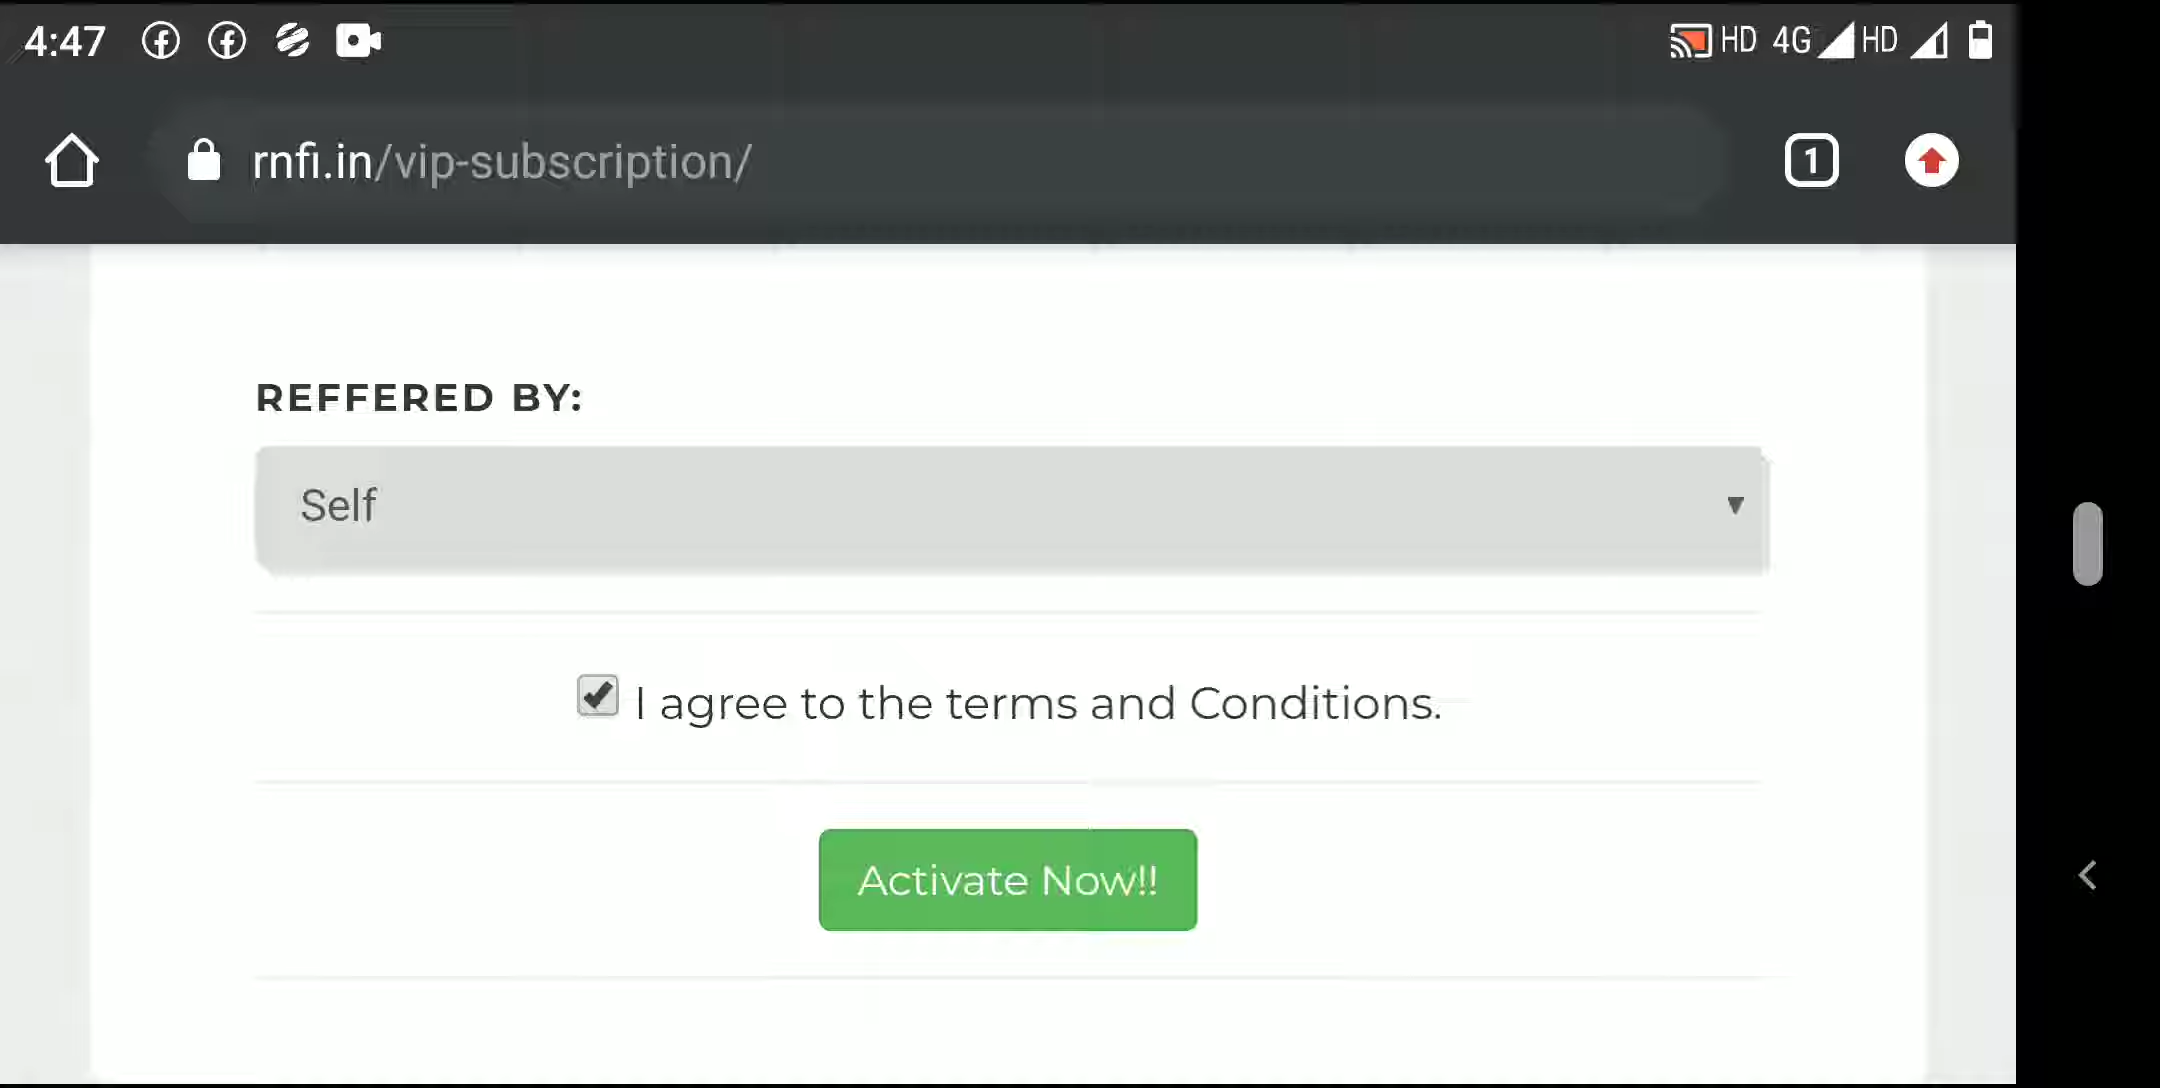 4:47 HD 4G HD
rnfi.in/vip-subscription/ 1
REFFERED BY:
Self
I agree to the terms and Conditions.
Activate Now!!